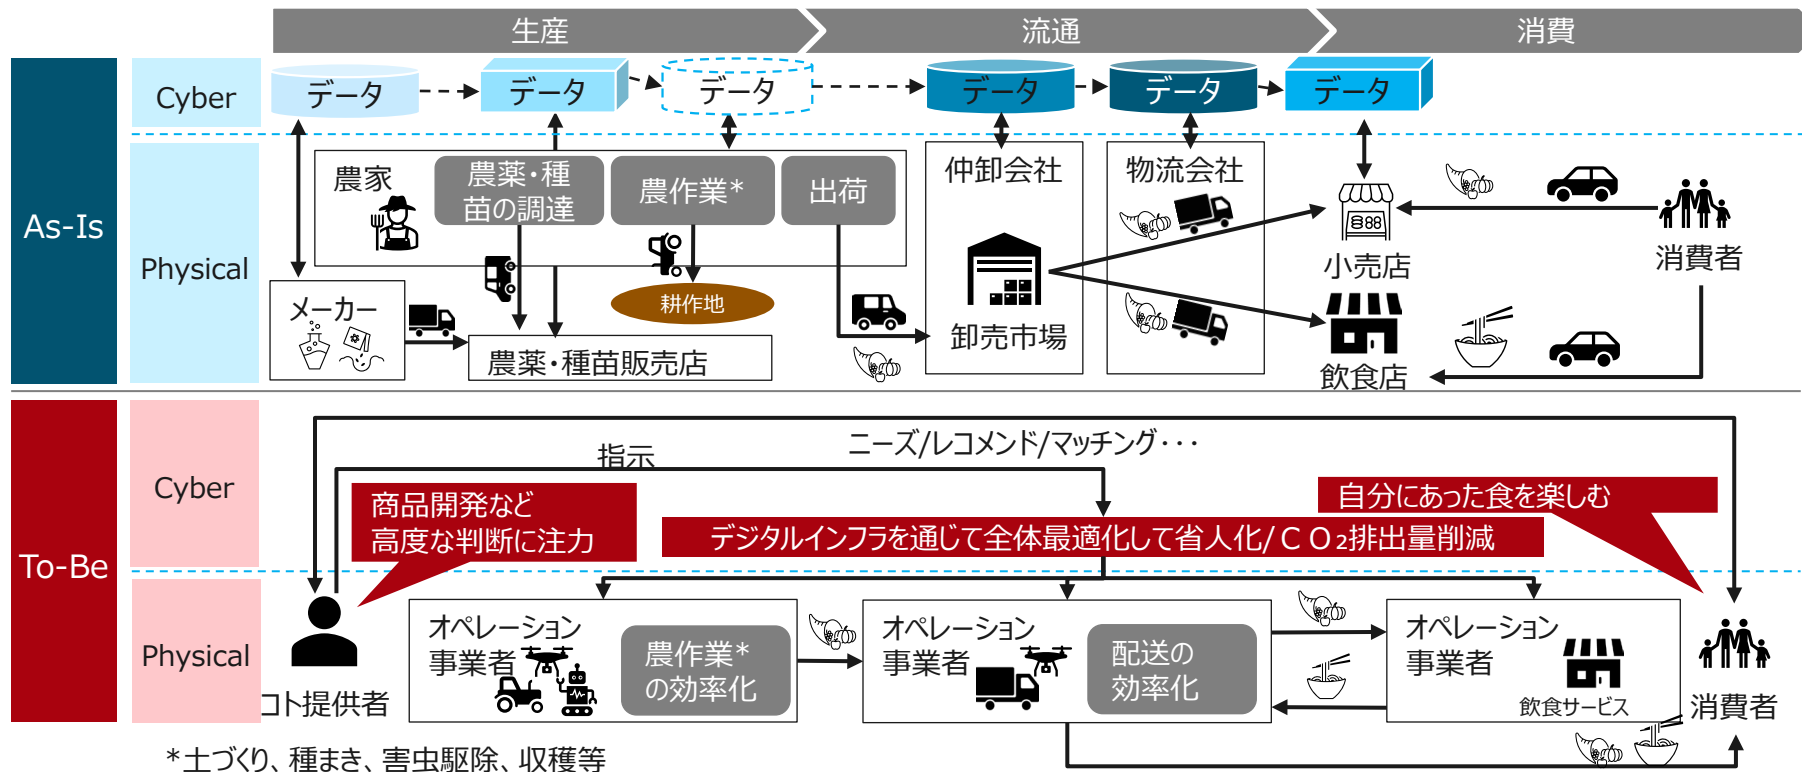 生産
流通
消費
As-Is
Cyber
データ
データ
データ
データ
データ
データ
Physical
農家
農薬・種
苗の調達
農作業*
出荷
仲卸会社
物流会社
耕作地
メーカー
農薬・種苗販売店
卸売市場
小売店
飲食店
消費者
To-Be
Cyber
ニーズ/レコメンド/マッチング・・・
指示
商品開発など
高度な判断に注力
自分にあった食を楽しむ
デジタルインフラを通じて全体最適化して省人化/ＣＯ₂排出量削減
Physical
コト提供者
オペレーション
事業者
農作業*
の効率化
オペレーション
事業者
配送の
効率化
オペレーション
事業者
飲食サービス
消費者
*土づくり、種まき、害虫駆除、収穫等